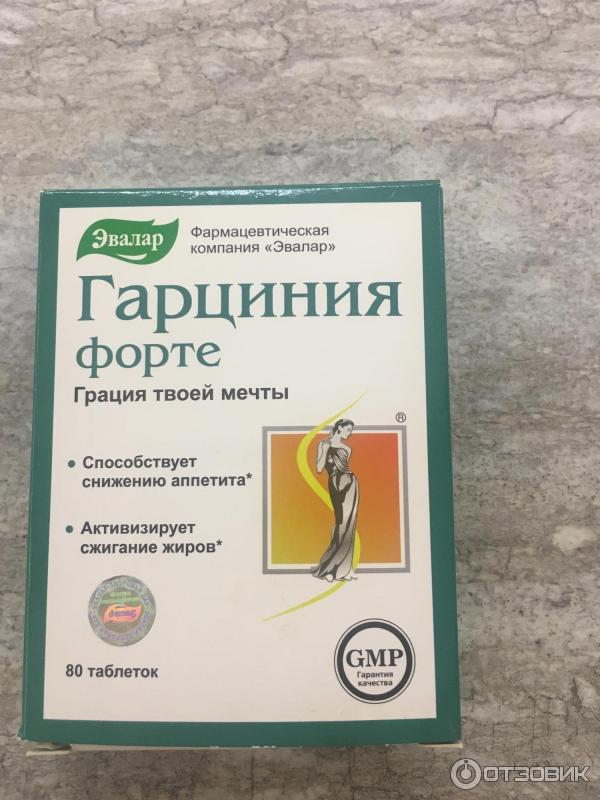 Эвалар
Фармацевтическая
компания «Эвалар»
Гарциния
форте
Грация твоей мечты
®
• Способствует
снижению аппетита*
• Активизирует
сжигание жиров*
80 таблеток
GMP
Гарантия
качества
ОТЗОВИК